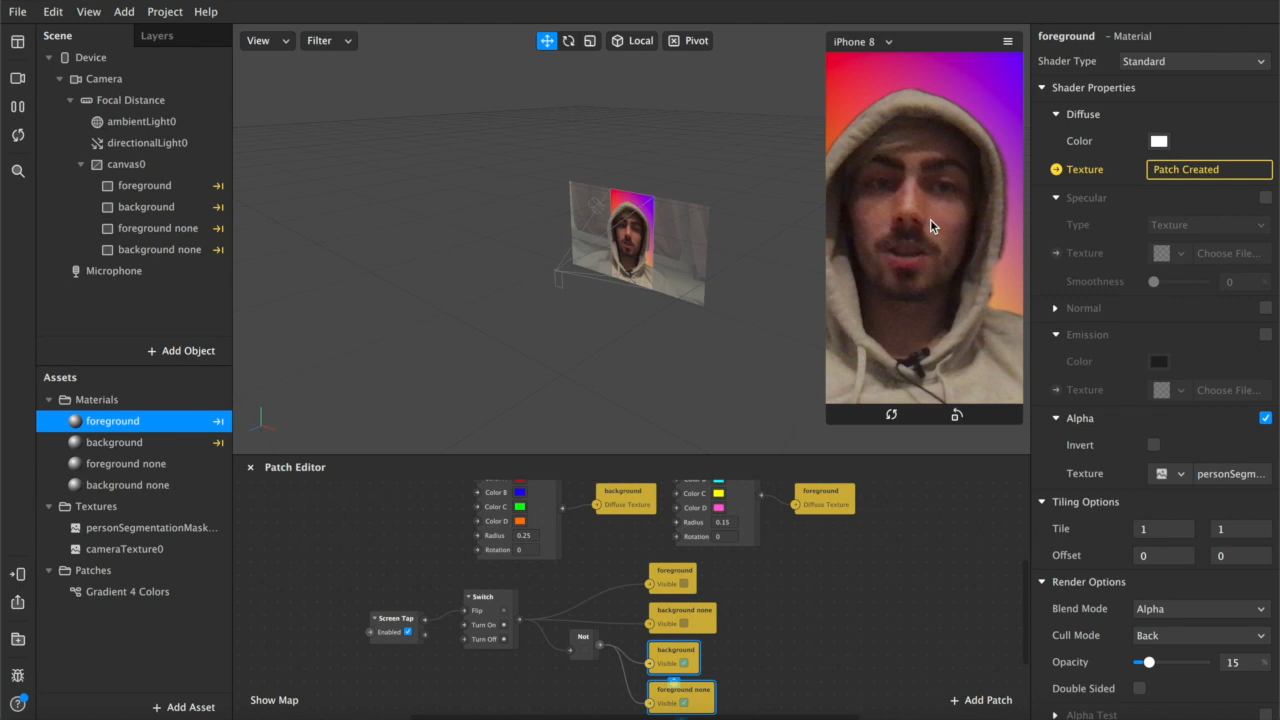 File Edit View Add Project Help
Scene Layers
Device
Camera
Focal Distance
ambientLight0
directionalLight0
canvas0
foreground
background
foreground none
background none
Microphone
+ Add Object
Assets
Materials
foreground
background
foreground none
background none
Textures
personSegmentationMask...
cameraTexture0
Patches
Gradient 4 Colors
+ Add Asset
View Filter Local Pivot
iPhone 8
× Patch Editor
Color B
Color C
Color D
Radius 0.25
Rotation 0
background
Diffuse Texture
Color C
Color D
Radius 0.15
Rotation 0
foreground
Diffuse Texture
Screen Tap
Enabled
Switch
Flip
Turn On
Turn Off
Not
foreground
Visible
background none
Visible
background
Visible
foreground none
Visible
Show Map
+ Add Patch
foreground - Material
Shader Type Standard
Shader Properties
Diffuse
Color
Texture Patch Created
Specular
Type Texture
Texture Choose File...
Smoothness 0
Normal
Emission
Color
Texture Choose File...
Alpha
Invert
Texture personSegm...
Tiling Options
Tile 1 1
Offset 0 0
Render Options
Blend Mode Alpha
Cull Mode Back
Opacity 15 %
Double Sided
Alpha Test